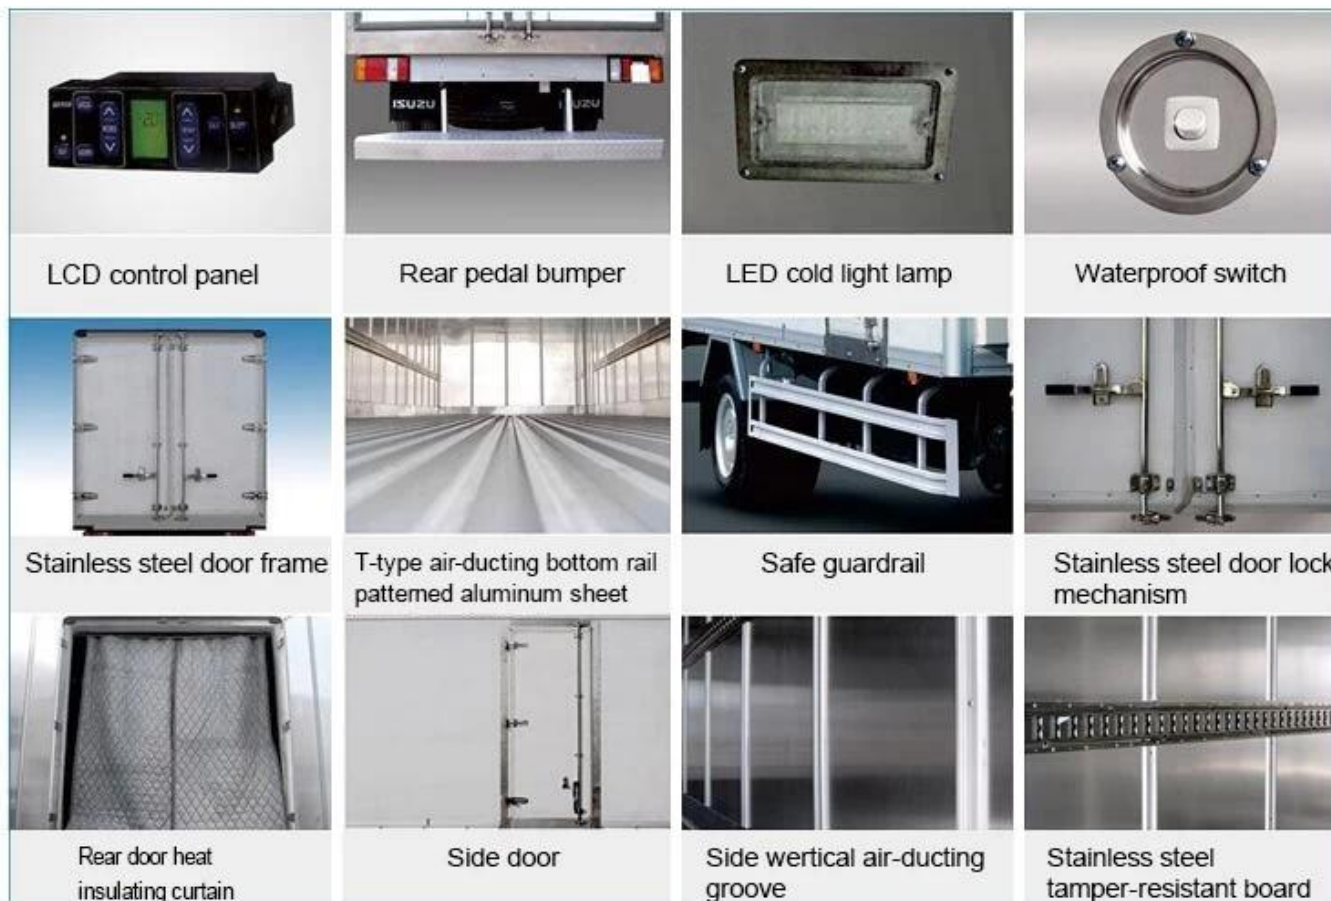 LCD control panel
ISUZU
UZU
Rear pedal bumper
LED cold light lamp
Waterproof switch
Stainless steel door frame
T-type air-ducting bottom rail
patterned aluminum sheet
Safe guardrail
Stainless steel door lock
mechanism
Rear door heat
insulating curtain
Side door
Side wertical air-ducting
groove
Stainless steel
tamper-resistant board